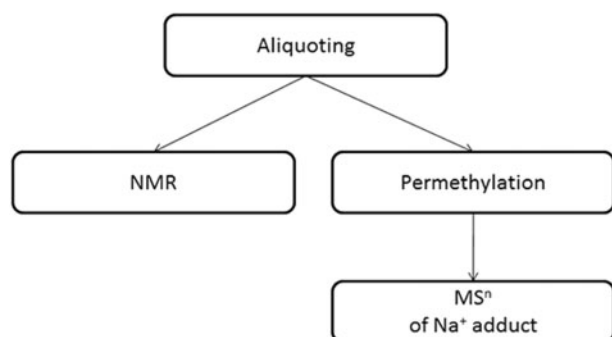 Aliquoting
NMR
Permethylation
MSⁿ
of Na⁺ adduct